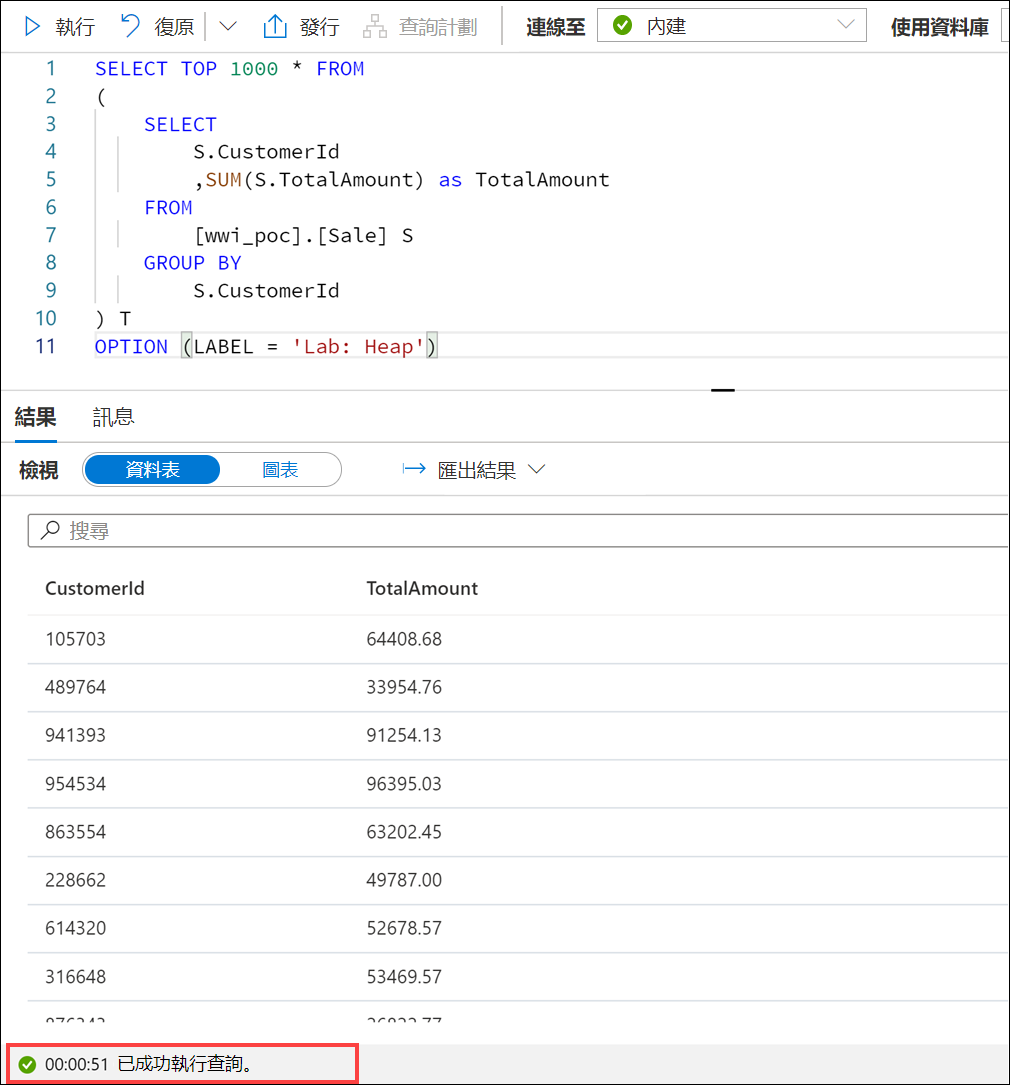 執行 復原 發行 查詢計劃 連線至 內建 使用資料庫
1 SELECT TOP 1000 * FROM
2 (
3 SELECT
4 S.CustomerId
5 ,SUM(S.TotalAmount) as TotalAmount
6 FROM
7 [wwi_poc].[Sale] S
8 GROUP BY
9 S.CustomerId
10 ) T
11 OPTION (LABEL = 'Lab: Heap')
結果 訊息
檢視 資料表 圖表 匯出結果
搜尋
CustomerId TotalAmount
105703 64408.68
489764 33954.76
941393 91254.13
954534 96395.03
863554 63202.45
228662 49787.00
614320 52678.57
316648 53469.57
00:00:51 已成功執行查詢。